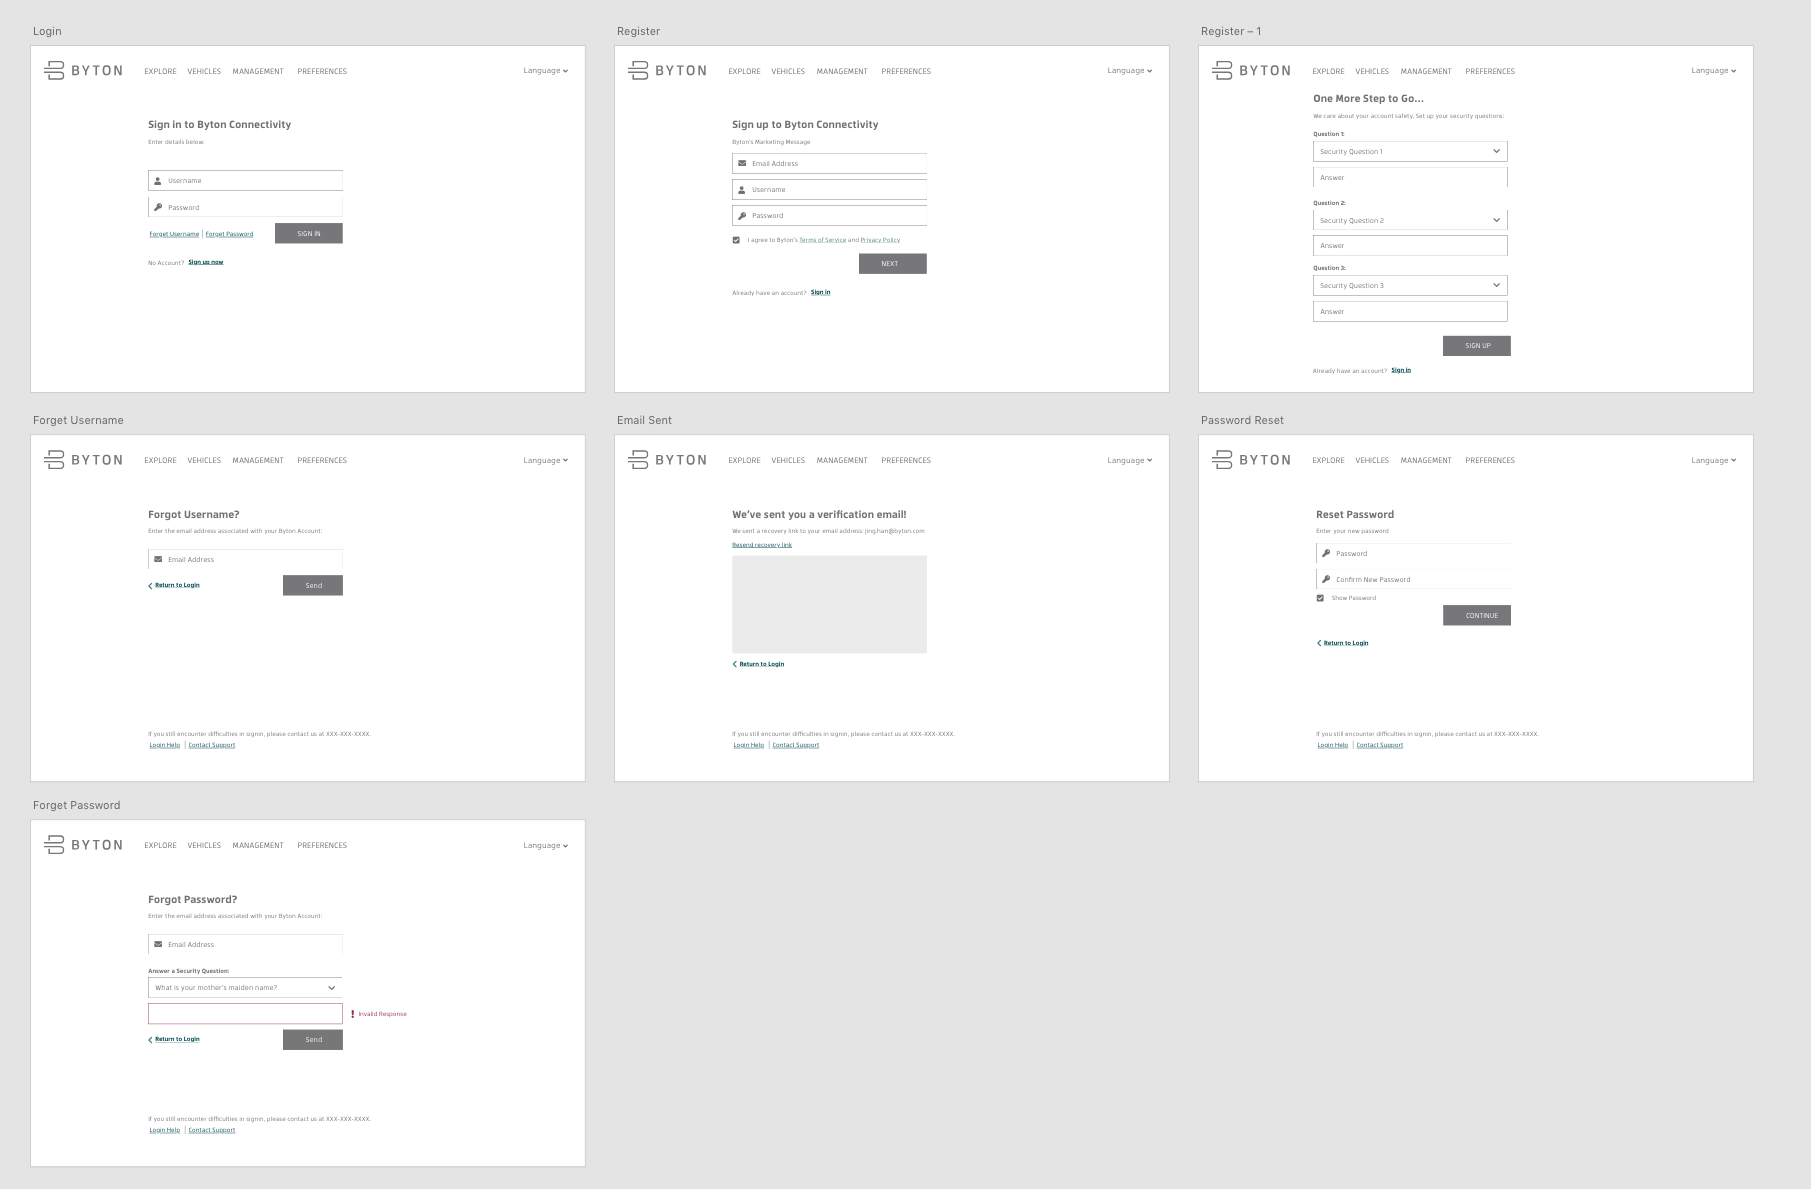 Login
BYTON EXPLORE VEHICLES MANAGEMENT PREFERENCES Language
Sign in to Byton Connectivity
Enter details below:
Username
Password
Forget Username | Forget Password SIGN IN
No Account? Sign up now
Register
BYTON EXPLORE VEHICLES MANAGEMENT PREFERENCES Language
Sign up to Byton Connectivity
Byton's Marketing Message
Email Address
Username
Password
I agree to Byton's Terms of Service and Privacy Policy
NEXT
Already have an account? Sign in
Register – 1
BYTON EXPLORE VEHICLES MANAGEMENT PREFERENCES Language
One More Step to Go...
We care about your account safety, Set up your security questions:
Question 1:
Security Question 1
Answer
Question 2:
Security Question 2
Answer
Question 3:
Security Question 3
Answer
SIGN UP
Already have an account? Sign in
Forget Username
BYTON EXPLORE VEHICLES MANAGEMENT PREFERENCES Language
Forgot Username?
Enter the email address associated with your Byton Account:
Email Address
Return to Login Send
If you still encounter difficulties in signin, please contact us at XXX-XXX-XXXX.
Login Help | Contact Support
Email Sent
BYTON EXPLORE VEHICLES MANAGEMENT PREFERENCES Language
We've sent you a verification email!
We sent a recovery link to your email address: jing.han@byton.com
Resend recovery link
Return to Login
If you still encounter difficulties in signin, please contact us at XXX-XXX-XXXX.
Login Help | Contact Support
Password Reset
BYTON EXPLORE VEHICLES MANAGEMENT PREFERENCES Language
Reset Password
Enter your new password
Password
Confirm New Password
Show Password
CONTINUE
Return to Login
If you still encounter difficulties in signin, please contact us at XXX-XXX-XXXX.
Login Help | Contact Support
Forget Password
BYTON EXPLORE VEHICLES MANAGEMENT PREFERENCES Language
Forgot Password?
Enter the email address associated with your Byton Account:
Email Address
Answer a Security Question:
What is your mother's maiden name?
! Invalid Response
Return to Login Send
If you still encounter difficulties in signin, please contact us at XXX-XXX-XXXX.
Login Help | Contact Support